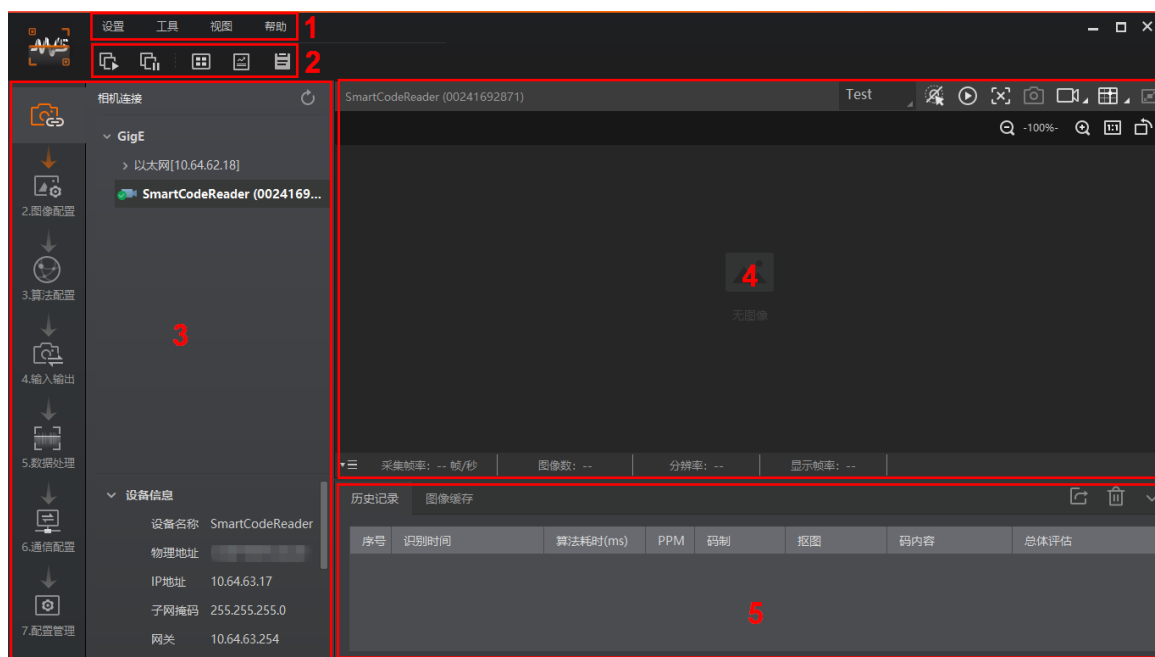 设置 工具 视图 帮助 1
2
相机连接
SmartCodeReader (00241692871) Test
GigE
-100%- 1:1
以太网[10.64.62.18]
SmartCodeReader (0024169...
2.图像配置
3.算法配置
3
4
无图像
4.输入输出
5.数据处理
采集帧率: -- 帧/秒 图像数: -- 分辨率: -- 显示帧率: --
设备信息
历史记录 图像缓存
设备名称 SmartCodeReader
序号 识别时间 算法耗时(ms) PPM 码制 抠图 码内容 总体评估
6.通信配置
物理地址
IP地址 10.64.63.17
子网掩码 255.255.255.0
5
7.配置管理
网关 10.64.63.254